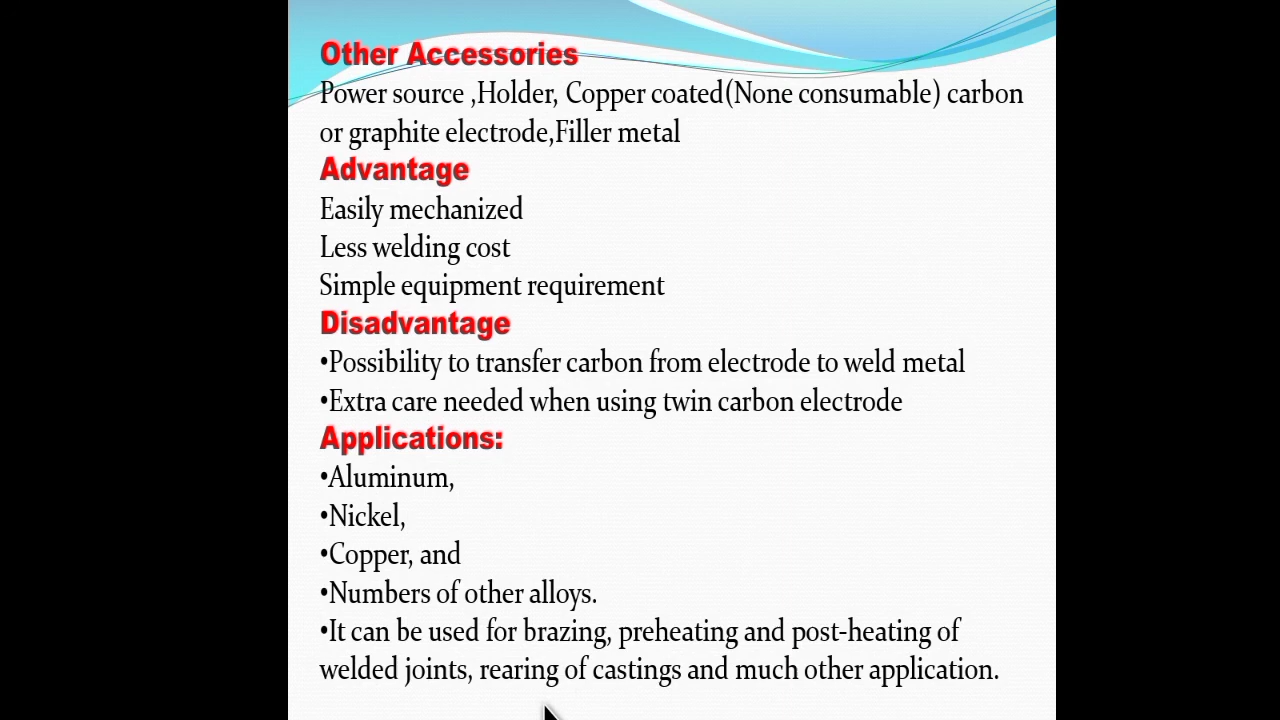 Other Accessories
Power source ,Holder, Copper coated(None consumable) carbon
or graphite electrode,Filler metal
Advantage
Easily mechanized
Less welding cost
Simple equipment requirement
Disadvantage
•Possibility to transfer carbon from electrode to weld metal
•Extra care needed when using twin carbon electrode
Applications:
•Aluminum,
•Nickel,
•Copper, and
•Numbers of other alloys.
•It can be used for brazing, preheating and post-heating of
welded joints, rearing of castings and much other application.